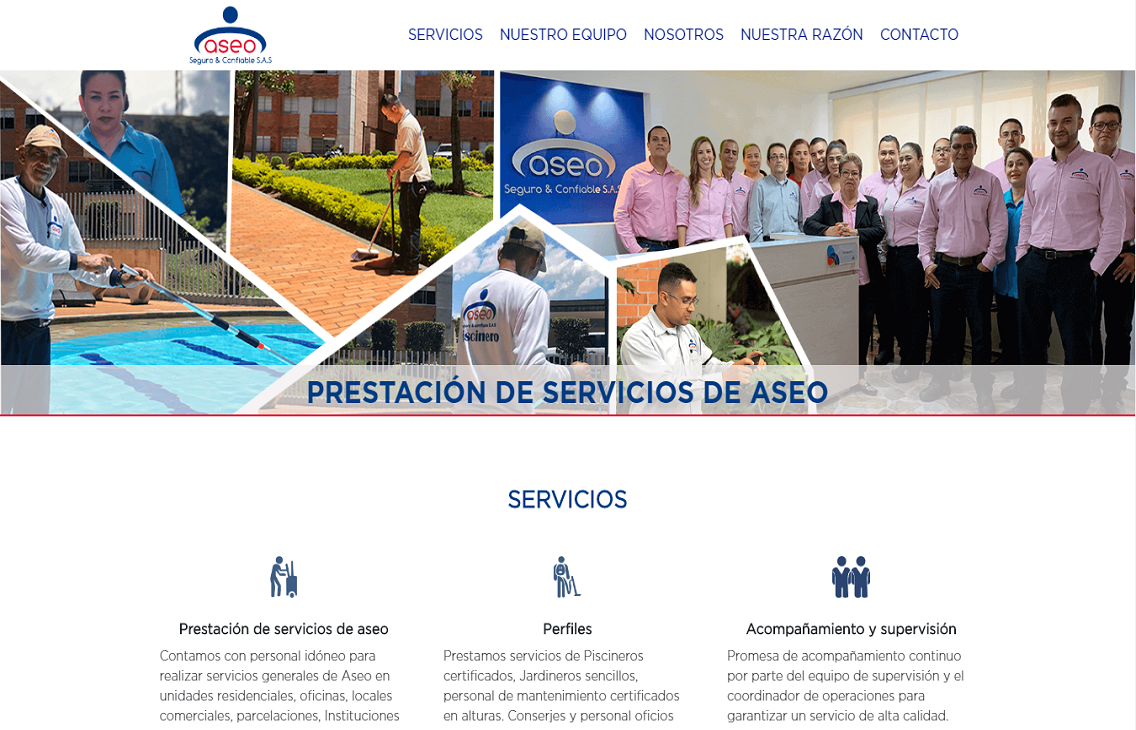 aseo
Seguro & Confiable S.A.S
SERVICIOS NUESTRO EQUIPO NOSOTROS NUESTRA RAZÓN CONTACTO
aseo
Seguro & Confiable S.A.S
aseo
PRESTACIÓN DE SERVICIOS DE ASEO
SERVICIOS
Prestación de servicios de aseo
Contamos con personal idóneo para
realizar servicios generales de Aseo en
unidades residenciales, oficinas, locales
comerciales, parcelaciones, Instituciones
Perfiles
Prestamos servicios de Piscineros
certificados, Jardineros sencillos,
personal de mantenimiento certificados
en alturas. Conserjes y personal oficios
Acompañamiento y supervisión
Promesa de acompañamiento continuo
por parte del equipo de supervisión y el
coordinador de operaciones para
garantizar un servicio de alta calidad.